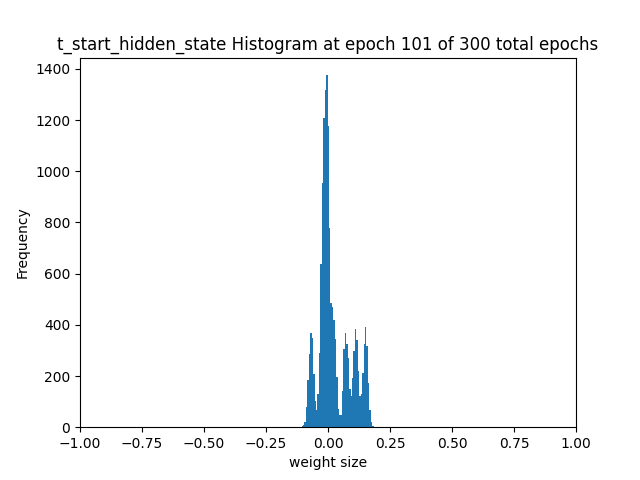 t_start_hidden_state Histogram at epoch 101 of 300 total epochs
1400
1200
1000
800
600
400
200
0
Frequency
−1.00 −0.75 −0.50 −0.25 0.00 0.25 0.50 0.75 1.00
weight size